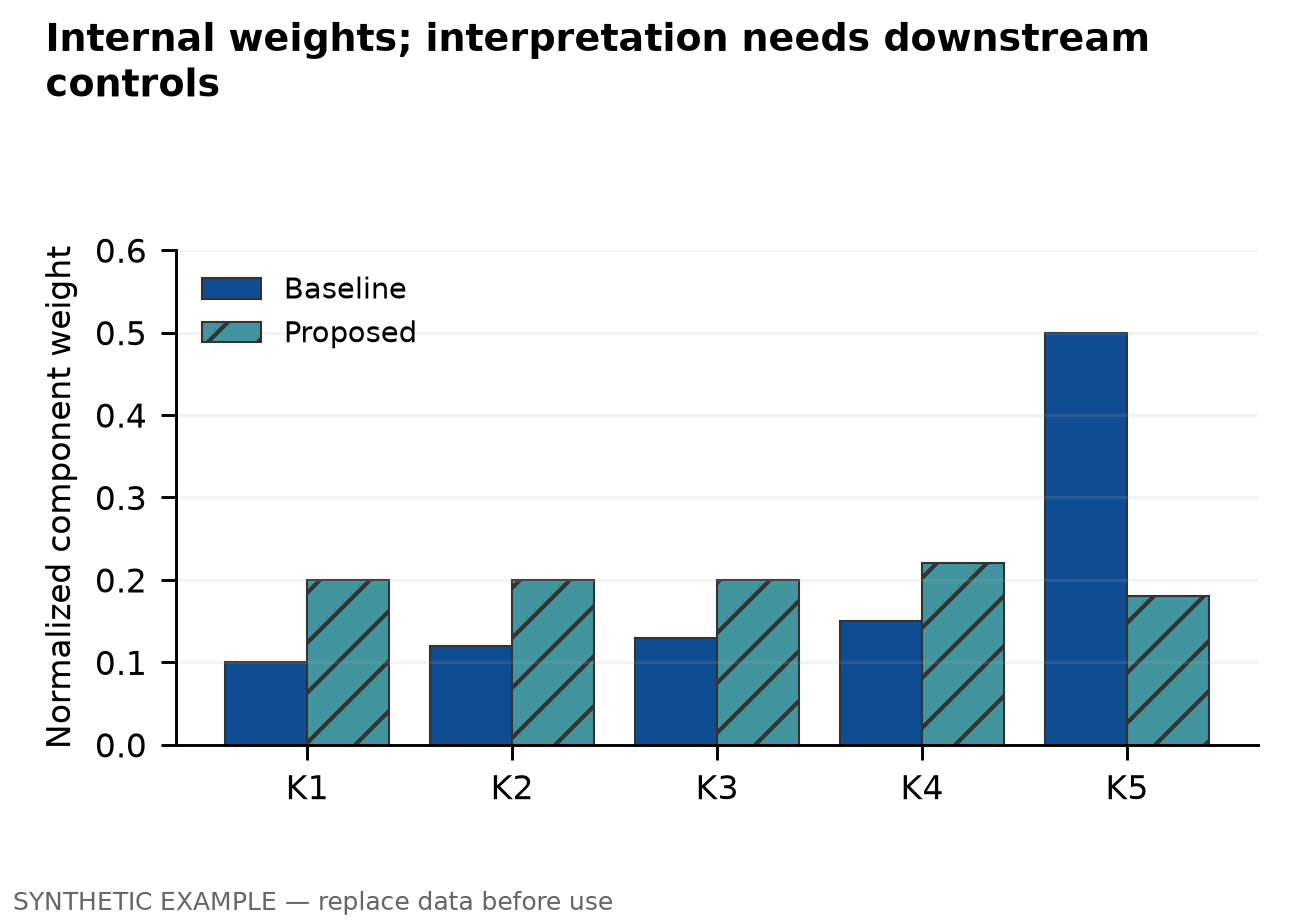 Internal weights; interpretation needs downstream
controls
Normalized component weight
0.6
0.5
0.4
0.3
0.2
0.1
0.0
Baseline
Proposed
K1 K2 K3 K4 K5
SYNTHETIC EXAMPLE — replace data before use